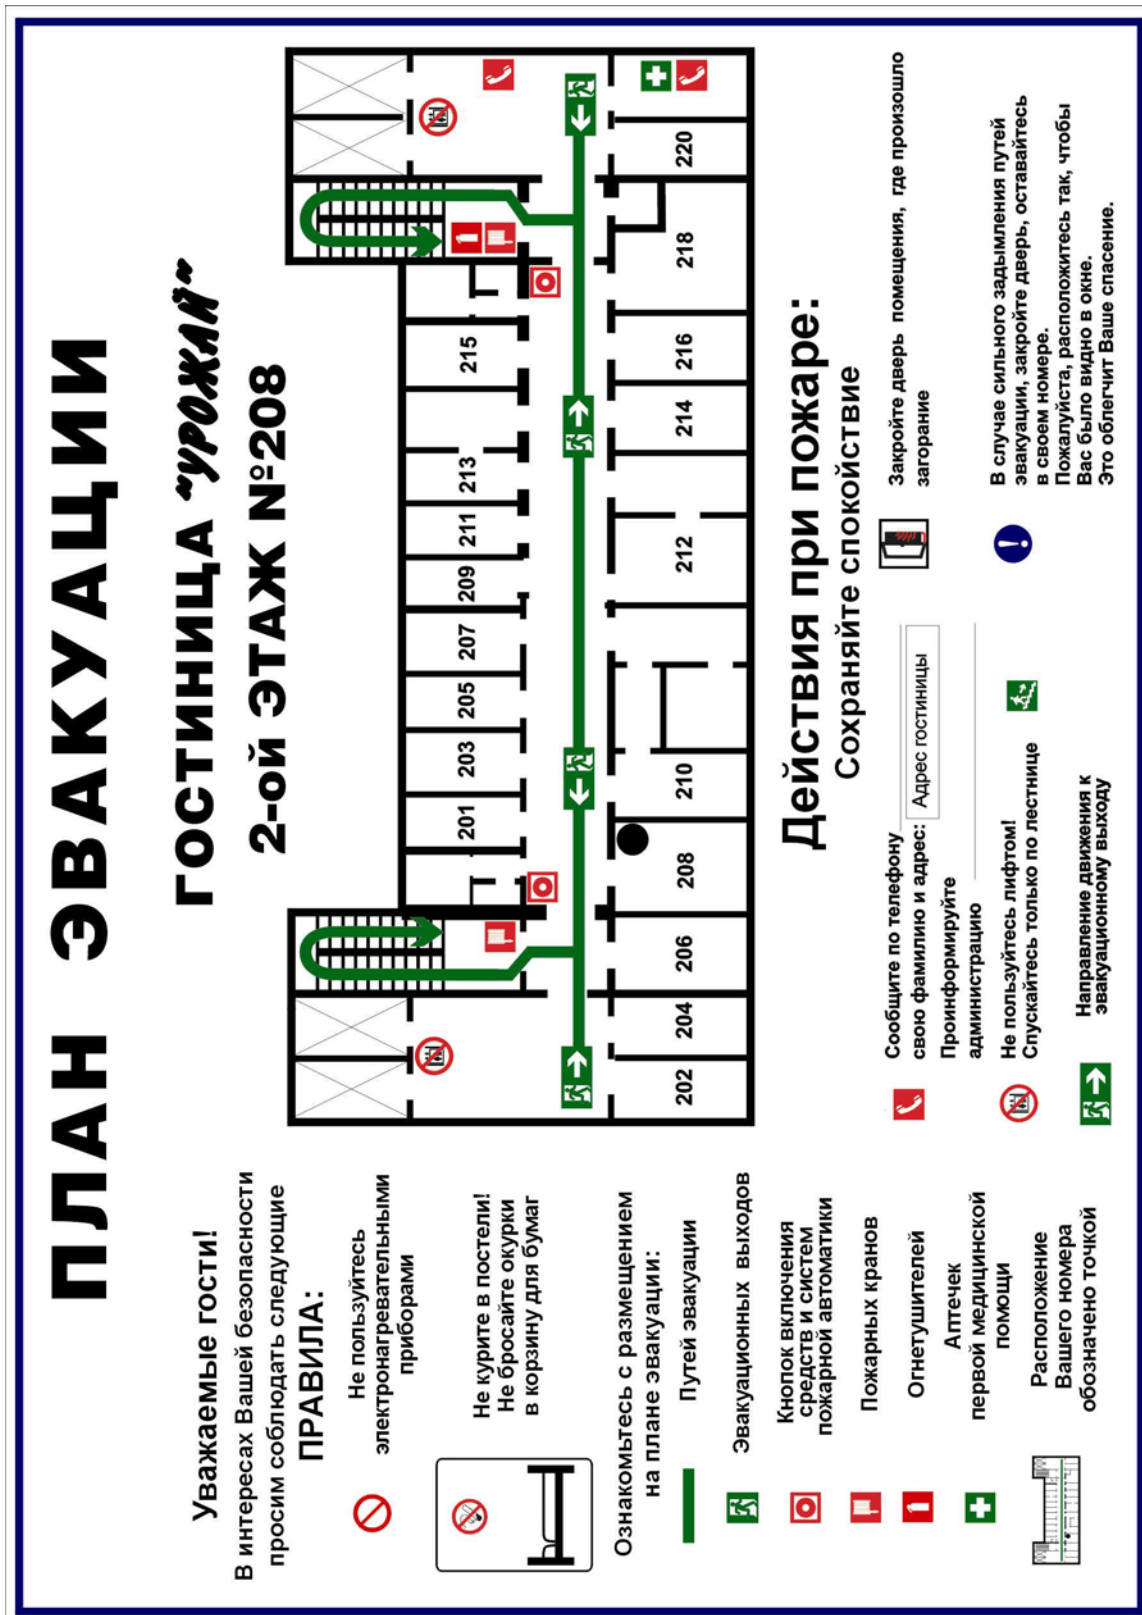 ПЛАН ЭВАКУАЦИИ
ГОСТИНИЦА "УРОЖАЙ"
2-ой ЭТАЖ №208
Уважаемые гости!
В интересах Вашей безопасности
просим соблюдать следующие
ПРАВИЛА:
Не пользуйтесь
электронагревательными
приборами
Не курите в постели!
Не бросайте окурки
в корзину для бумаг
Ознакомьтесь с размещением
на плане эвакуации:
Путей эвакуации
Эвакуационных выходов
Кнопок включения
средств и систем
пожарной автоматики
Пожарных кранов
Огнетушителей
Аптечек
первой медицинской
помощи
Расположение
Вашего номера
обозначено точкой
201
203
205
207
209
211
213
215
202
204
206
208
210
212
214
216
218
220
Действия при пожаре:
Сохраняйте спокойствие
Сообщите по телефону
свою фамилию и адрес:
Адрес гостиницы
Проинформируйте
администрацию
Не пользуйтесь лифтом!
Спускайтесь только по лестнице
Направление движения к
эвакуационному выходу
Закройте дверь помещения, где произошло
загорание
В случае сильного задымления путей
эвакуации, закройте дверь, оставайтесь
в своем номере.
Пожалуйста, расположитесь так, чтобы
Вас было видно в окне.
Это облегчит Ваше спасение.